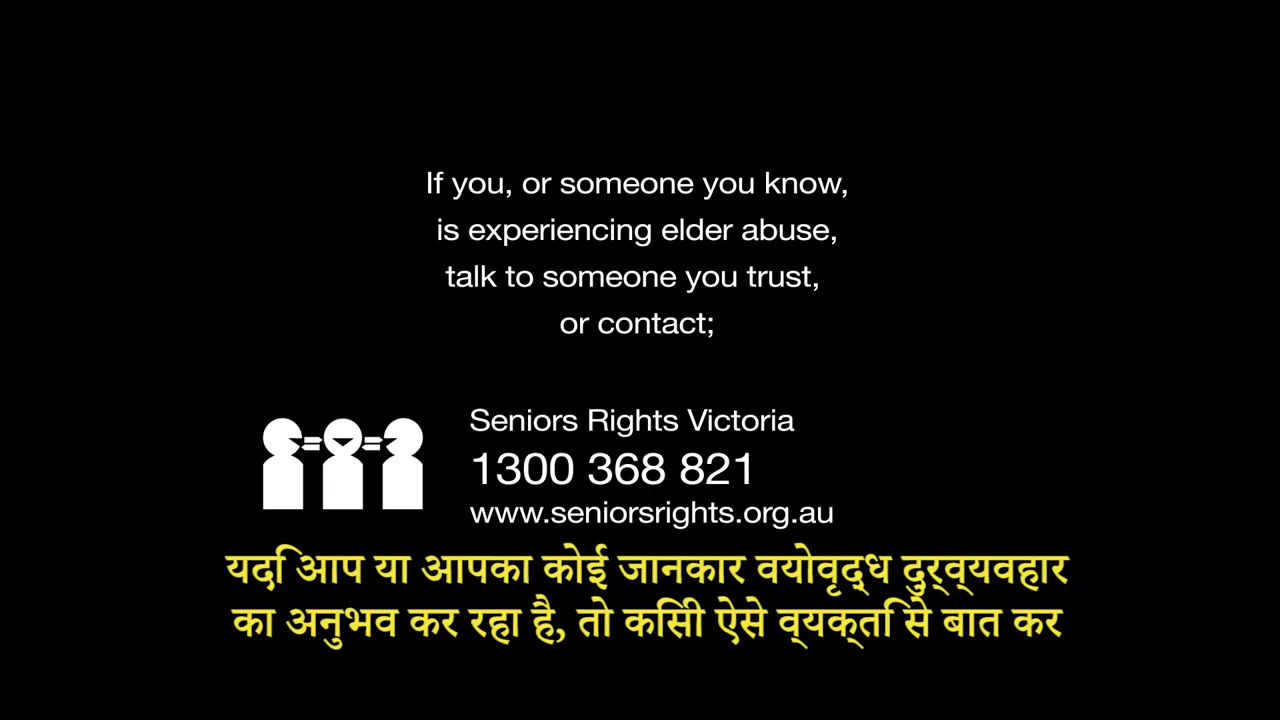 If you, or someone you know,
is experiencing elder abuse,
talk to someone you trust,
or contact;
Seniors Rights Victoria
1300 368 821
www.seniorsrights.org.au
यदि आप या आपका कोई जानकार वयोवृद्ध दुर्व्यवहार
का अनुभव कर रहा है, तो किसी ऐसे व्यक्ति से बात कर